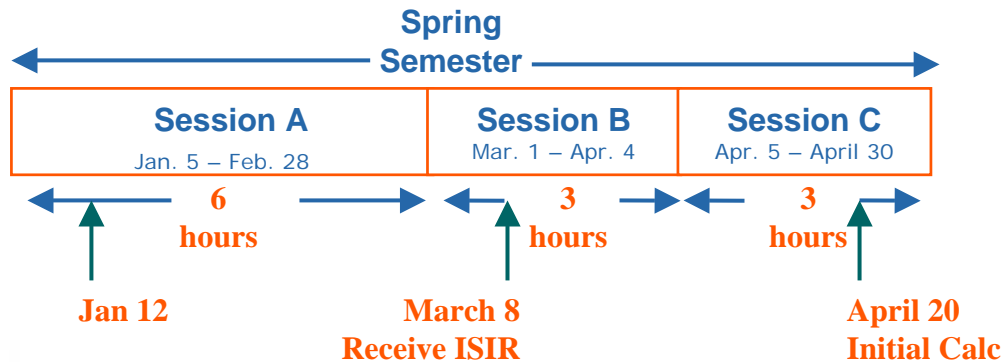 Spring
Semester
Session A
Jan. 5 – Feb. 28
Session B
Mar. 1 – Apr. 4
Session C
Apr. 5 – April 30
6
hours
3
hours
3
hours
Jan 12
March 8
Receive ISIR
April 20
Initial Calc